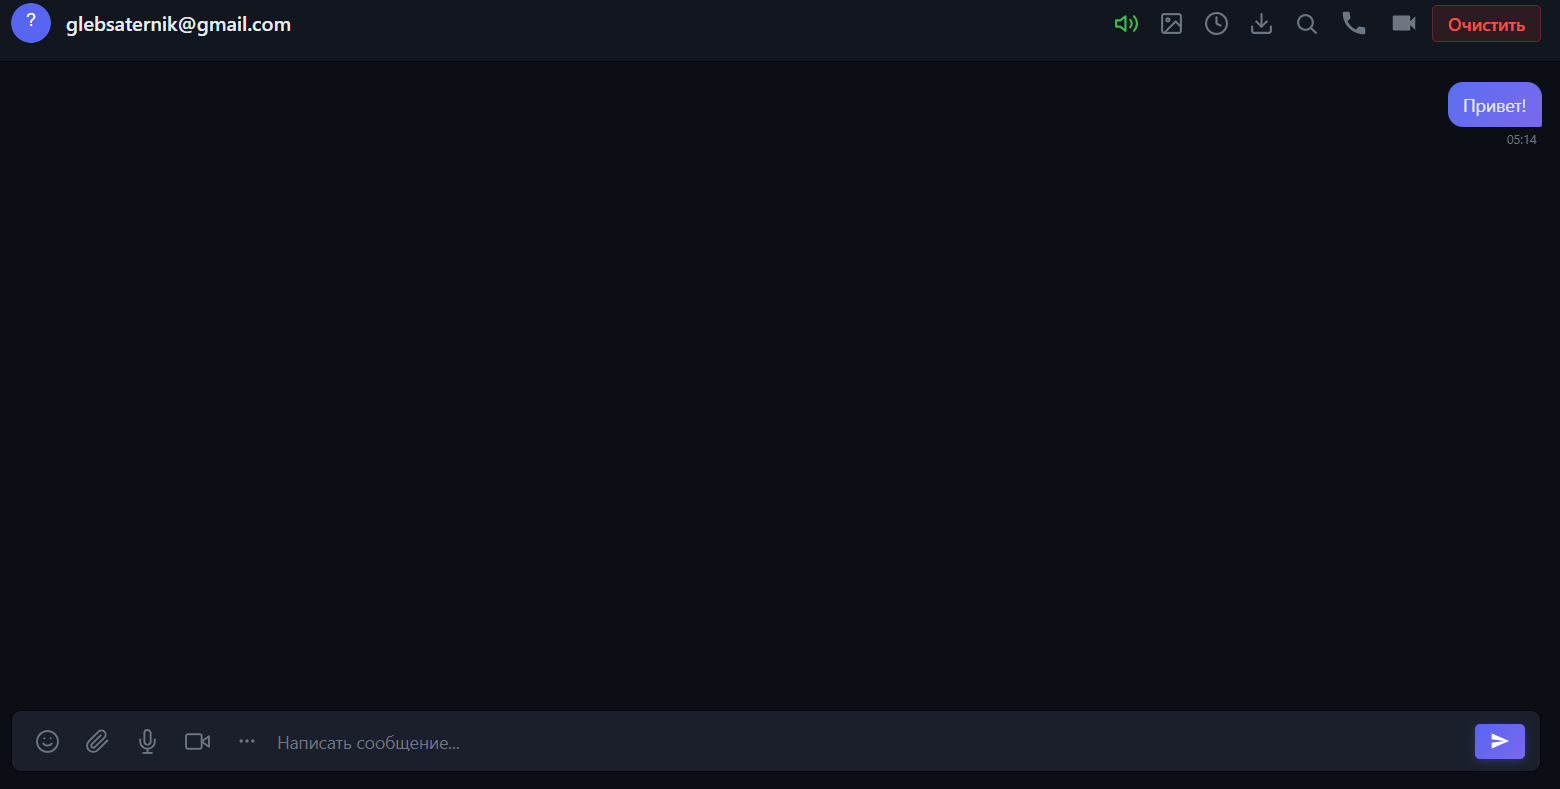 ?
glebsaternik@gmail.com
Очистить
Привет!
05:14
Написать сообщение...